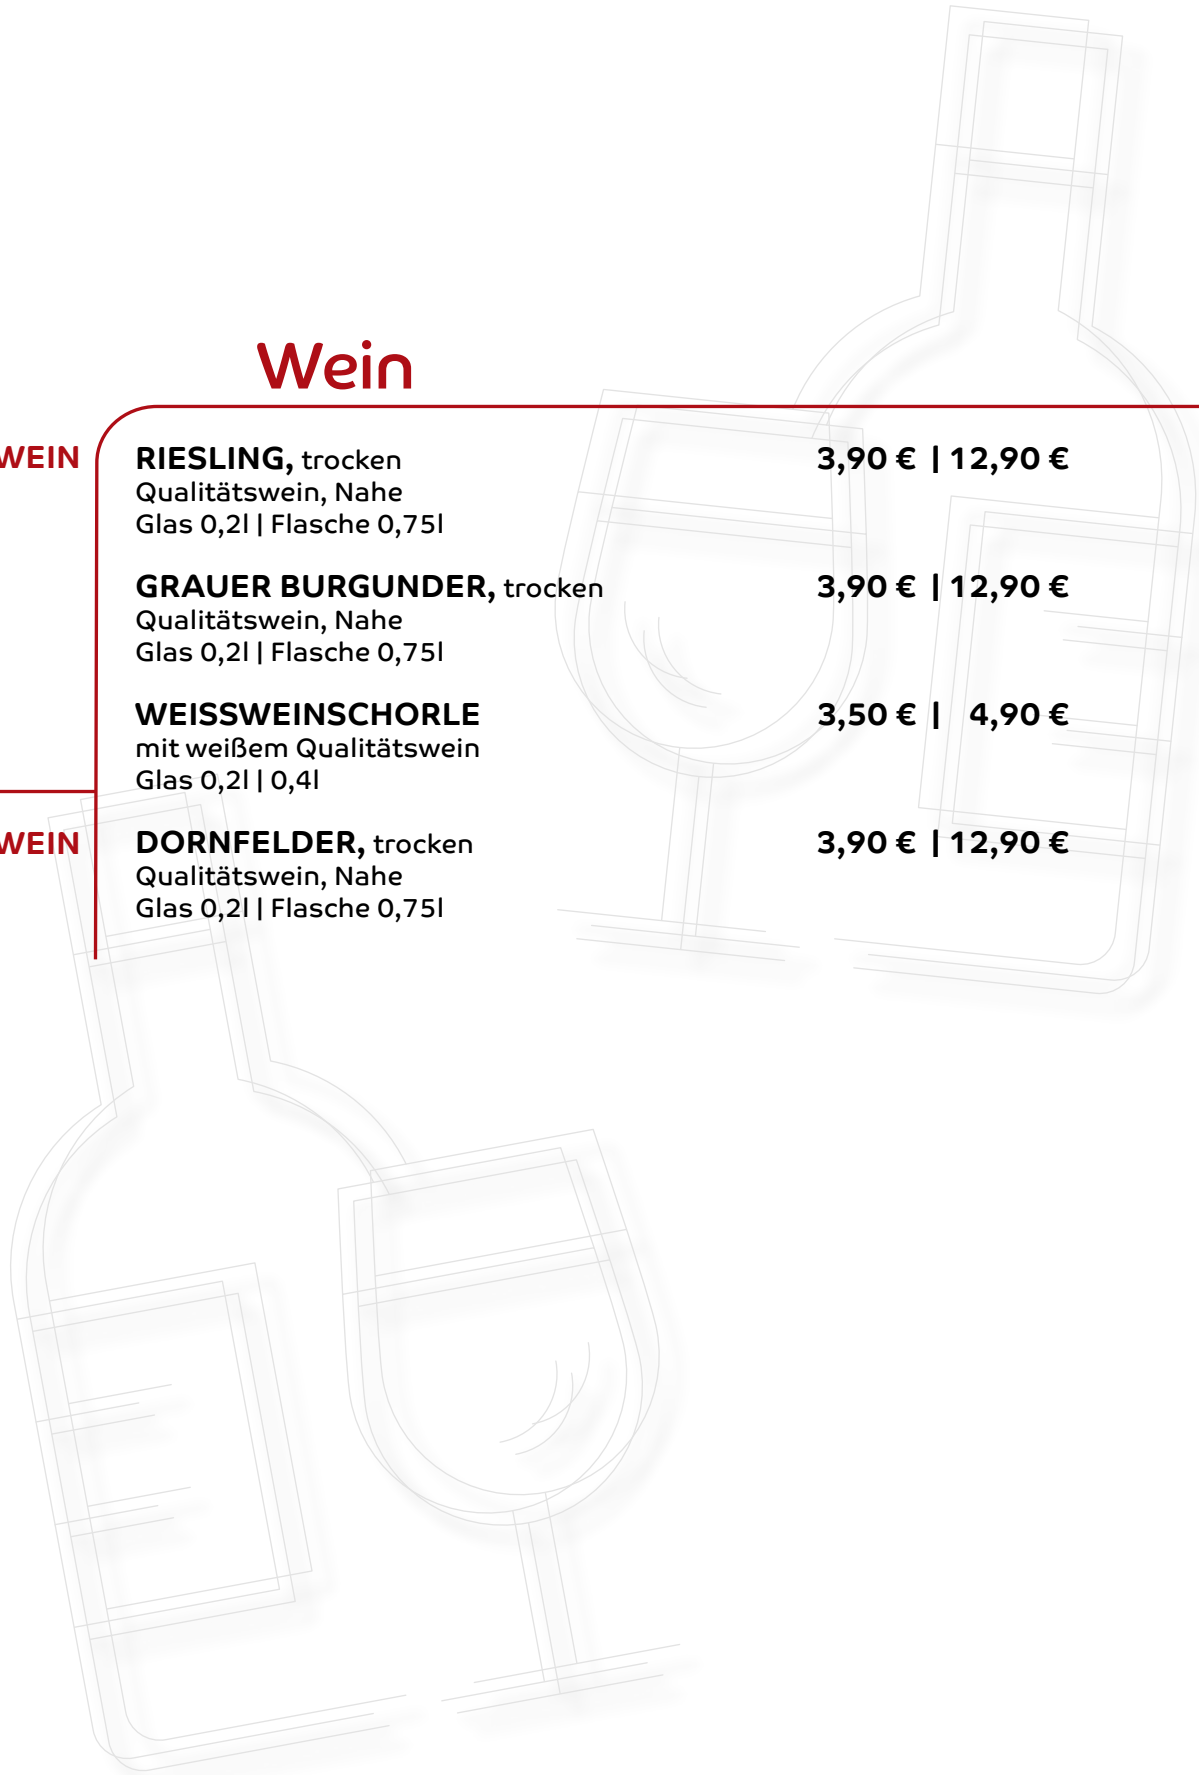 Wein
WEIN
RIESLING, trocken 3,90 € | 12,90 €
Qualitätswein, Nahe
Glas 0,2l | Flasche 0,75l
GRAUER BURGUNDER, trocken 3,90 € | 12,90 €
Qualitätswein, Nahe
Glas 0,2l | Flasche 0,75l
WEISSWEINSCHORLE 3,50 € | 4,90 €
mit weißem Qualitätswein
Glas 0,2l | 0,4l
WEIN
DORNFELDER, trocken 3,90 € | 12,90 €
Qualitätswein, Nahe
Glas 0,2l | Flasche 0,75l